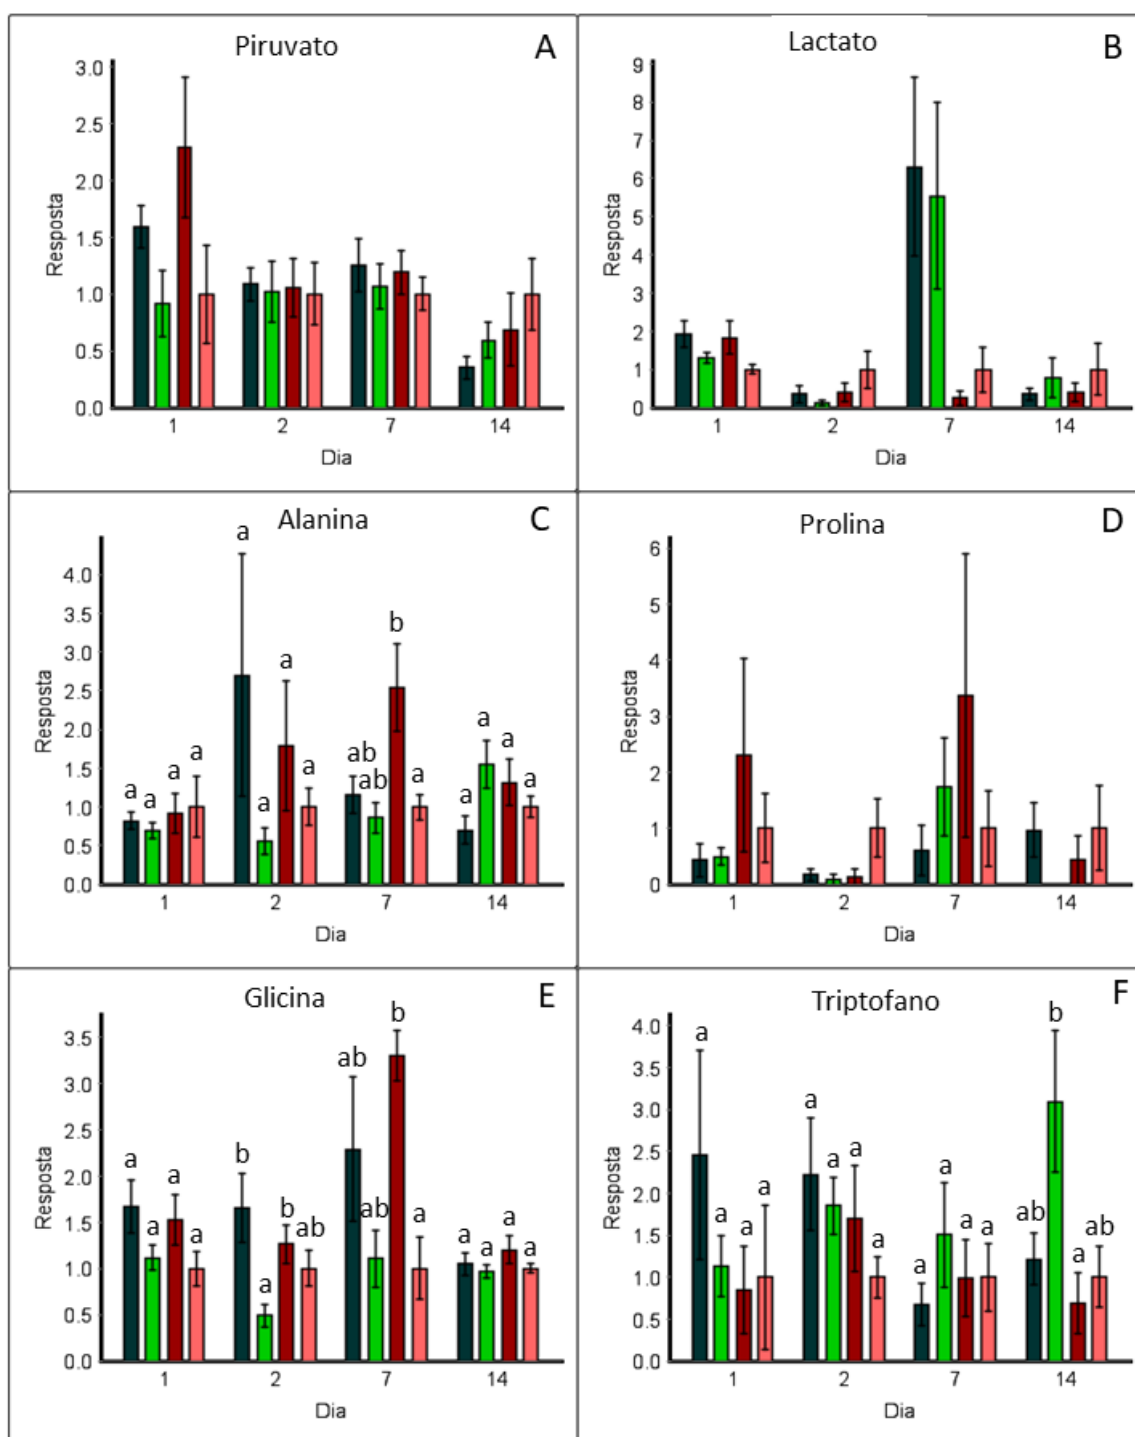 Piruvato A
3.0
2.5
2.0
1.5
1.0
0.5
0.0
Resposta
1 2 7 14
Dia
Lactato B
9
8
7
6
5
4
3
2
1
0
Resposta
1 2 7 14
Dia
Alanina C
4.0
3.5
3.0
2.5
2.0
1.5
1.0
0.5
0.0
Resposta
a a a a
a a a a
ab ab b a
a a a a
1 2 7 14
Dia
Prolina D
6
5
4
3
2
1
0
Resposta
1 2 7 14
Dia
Glicina E
3.5
3.0
2.5
2.0
1.5
1.0
0.5
0.0
Resposta
a a a a
b a b ab
ab ab b a
a a a a
1 2 7 14
Dia
Triptofano F
4.0
3.5
3.0
2.5
2.0
1.5
1.0
0.5
0.0
Resposta
a a a a
a a a a
a a a a
ab b a ab
1 2 7 14
Dia